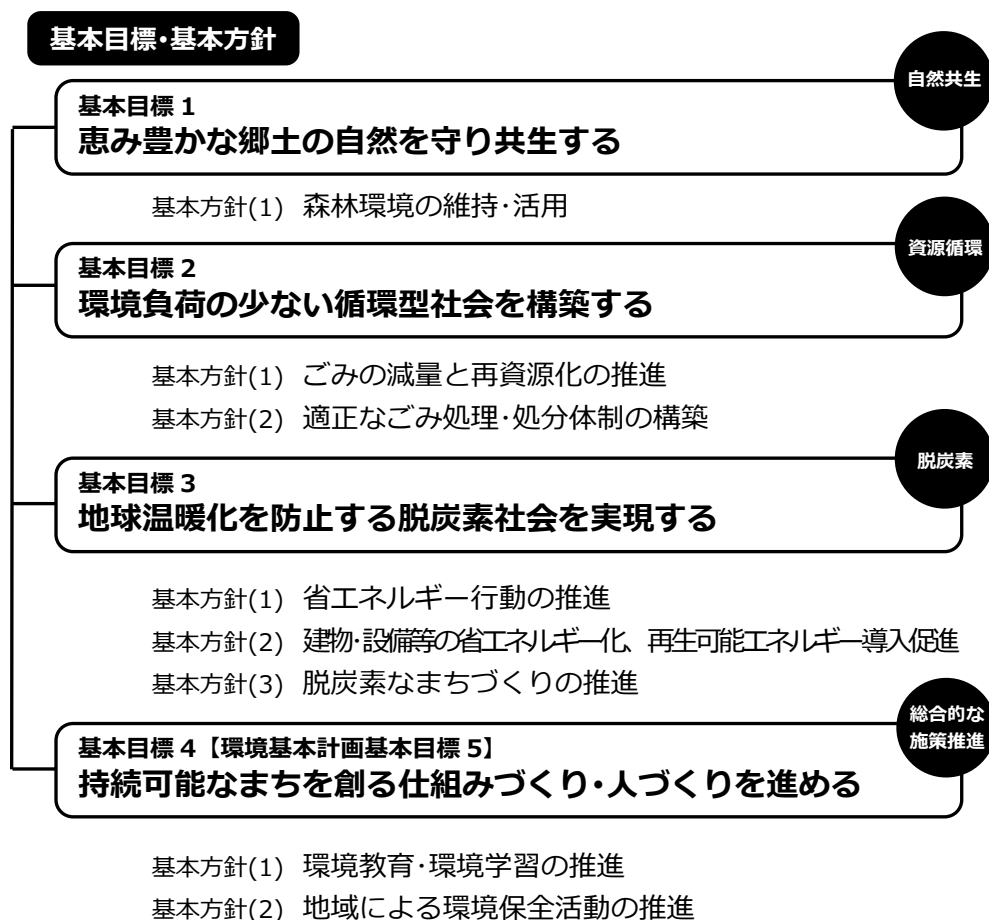 基本目標・基本方針
自然共生
基本目標 1
恵み豊かな郷土の自然を守り共生する
基本方針(1) 森林環境の維持・活用
資源循環
基本目標 2
環境負荷の少ない循環型社会を構築する
基本方針(1) ごみの減量と再資源化の推進
基本方針(2) 適正なごみ処理・処分体制の構築
脱炭素
基本目標 3
地球温暖化を防止する脱炭素社会を実現する
基本方針(1) 省エネルギー行動の推進
基本方針(2) 建物・設備等の省エネルギー化、再生可能エネルギー導入促進
基本方針(3) 脱炭素なまちづくりの推進
総合的な
施策推進
基本目標 4【環境基本計画基本目標 5】
持続可能なまちを創る仕組みづくり・人づくりを進める
基本方針(1) 環境教育・環境学習の推進
基本方針(2) 地域による環境保全活動の推進